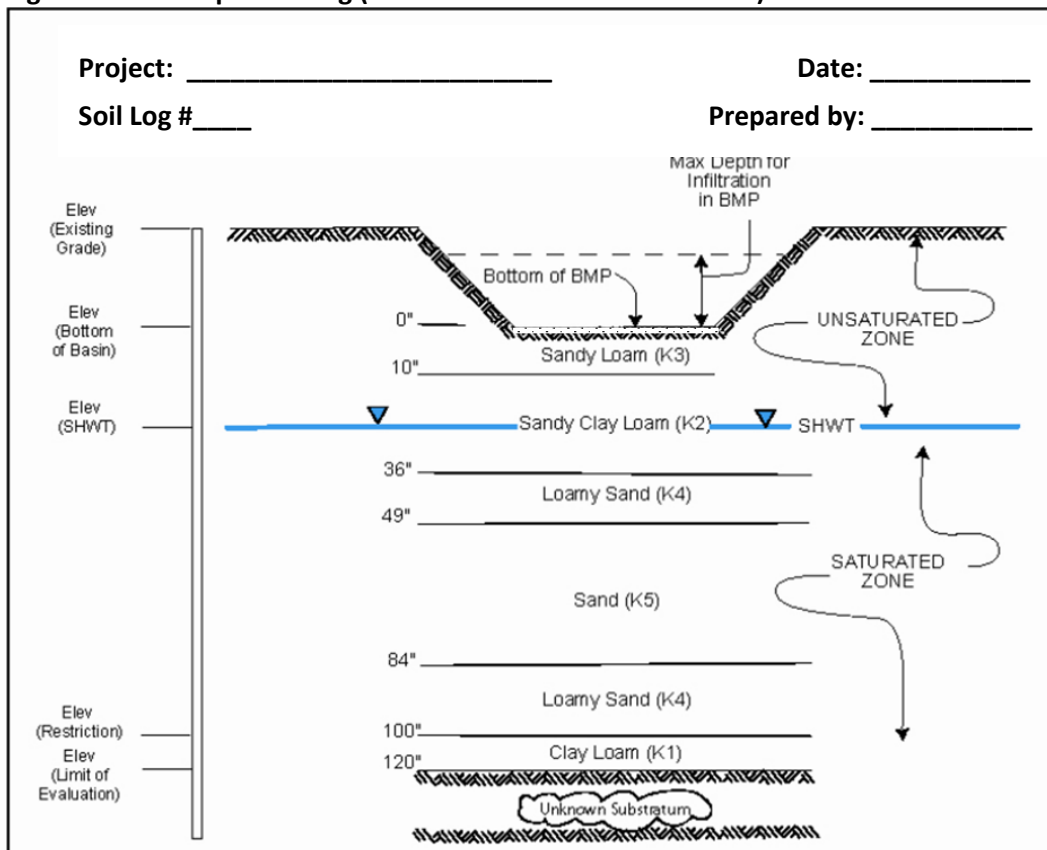 Project: __________________________ Date: ___________
Soil Log #____ Prepared by: ___________
Max Depth for
Infiltration
in BMP
Elev
(Existing
Grade)
Bottom of BMP
Elev
(Bottom
of Basin)
0"
UNSATURATED
ZONE
Sandy Loam (K3)
10"
Elev
(SHWT)
Sandy Clay Loam (K2)
SHWT
36"
Loamy Sand (K4)
49"
SATURATED
ZONE
Sand (K5)
84"
Loamy Sand (K4)
Elev
(Restriction)
100"
Clay Loam (K1)
Elev
(Limit of
Evaluation)
120"
Unknown Substratum